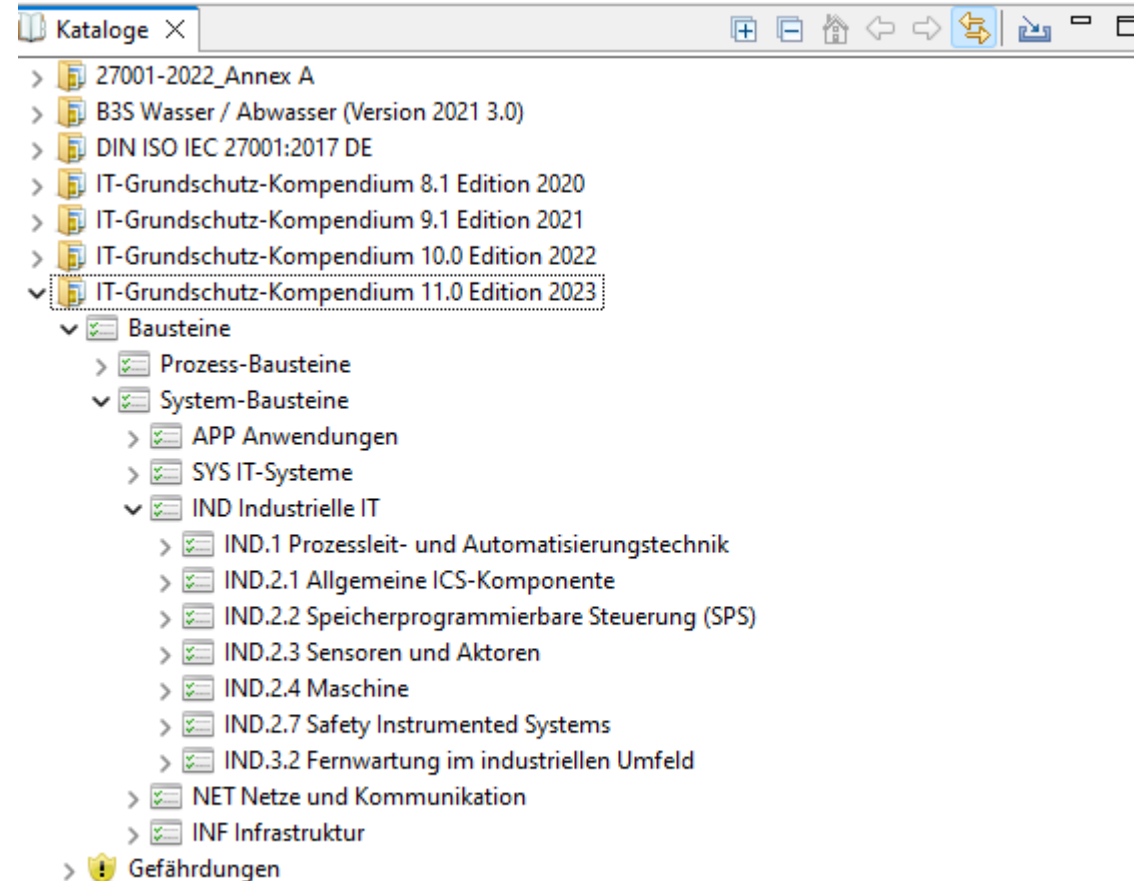 Kataloge
27001-2022_Annex A
B3S Wasser / Abwasser (Version 2021 3.0)
DIN ISO IEC 27001:2017 DE
IT-Grundschutz-Kompendium 8.1 Edition 2020
IT-Grundschutz-Kompendium 9.1 Edition 2021
IT-Grundschutz-Kompendium 10.0 Edition 2022
IT-Grundschutz-Kompendium 11.0 Edition 2023
Bausteine
Prozess-Bausteine
System-Bausteine
APP Anwendungen
SYS IT-Systeme
IND Industrielle IT
IND.1 Prozessleit- und Automatisierungstechnik
IND.2.1 Allgemeine ICS-Komponente
IND.2.2 Speicherprogrammierbare Steuerung (SPS)
IND.2.3 Sensoren und Aktoren
IND.2.4 Maschine
IND.2.7 Safety Instrumented Systems
IND.3.2 Fernwartung im industriellen Umfeld
NET Netze und Kommunikation
INF Infrastruktur
Gefährdungen